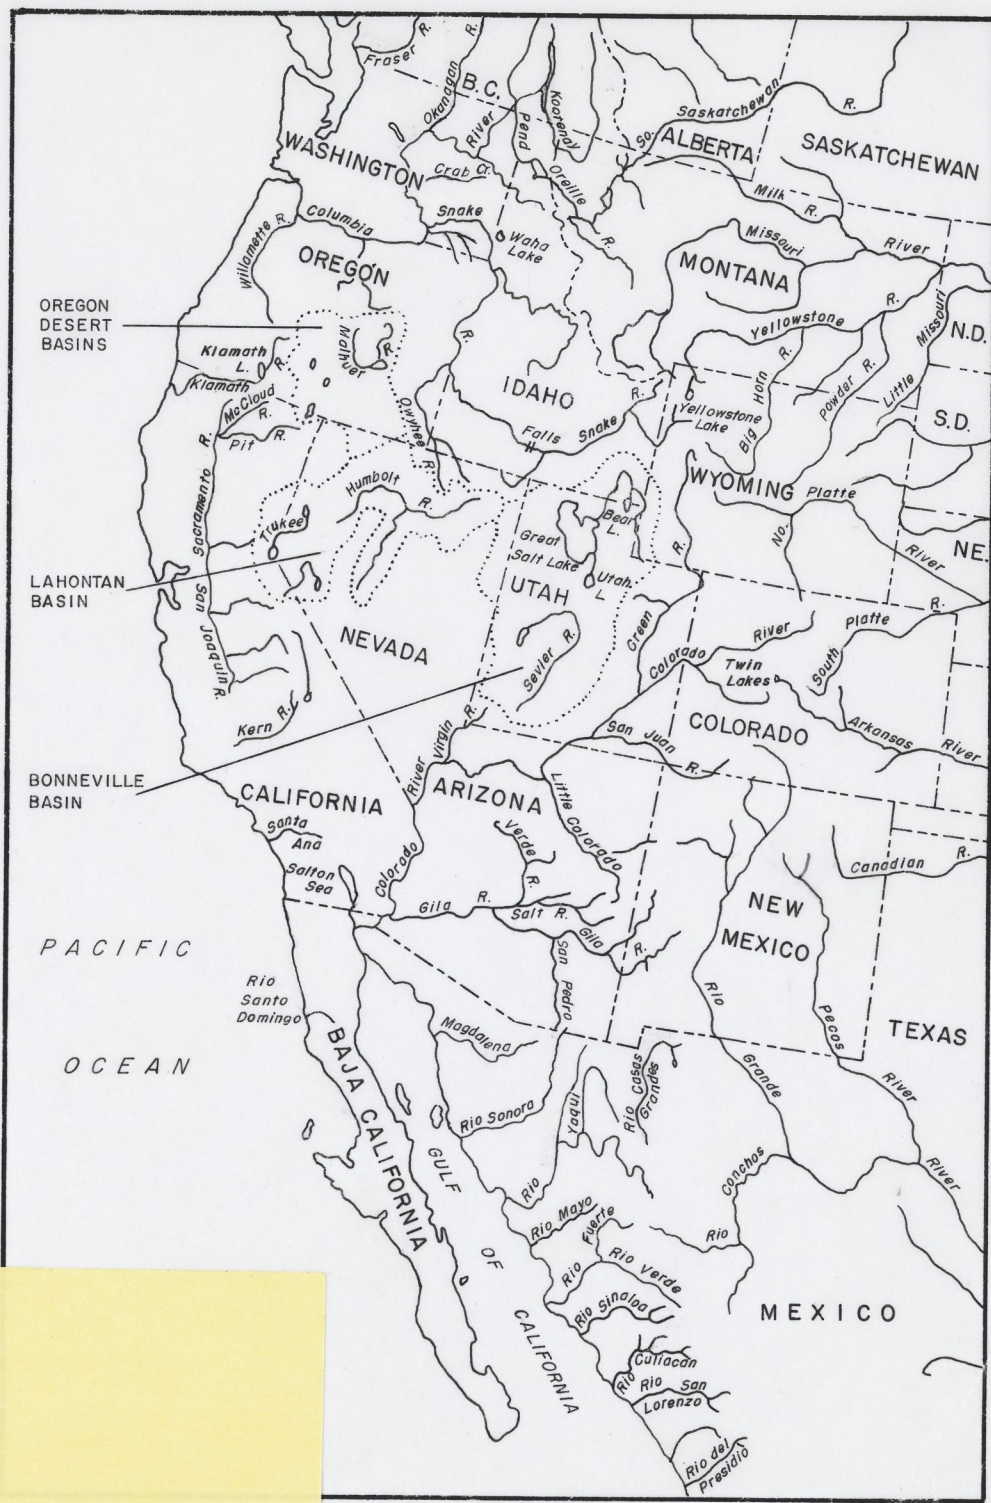 Fraser R.
Okanagan R.
B.C.
River
Pend Oreille R.
Kootenay
So. Saskatchewan R.
ALBERTA
SASKATCHEWAN
WASHINGTON
Crab Cr.
Milk R.
Willamette R.
Columbia
Snake R.
Waha
Lake
Missouri
River
OREGON
MONTANA
OREGON
DESERT
BASINS
Malhuer R.
Yellowstone R.
Missouri
N.D.
Klamath
L.
Klamath R.
IDAHO
Big Horn R.
Powder R.
Little
McCloud
R.
Pit R.
Owyhee R.
Falls
Snake R.
Yellowstone
Lake
S.D.
Sacramento R.
Humbolt R.
WYOMING
No. Platte
River
Trukee
Bear
L.
Great
Salt Lake
Utah
L
R.
NE.
LAHONTAN
BASIN
UTAH
Green
San Joaquin R.
NEVADA
Sevier R.
Colorado River
Twin
Lakes
South Platte R.
Kern R.
Virgin R.
San Juan R.
COLORADO
Arkansas River
BONNEVILLE
BASIN
CALIFORNIA
River
ARIZONA
Little Colorado
Santa
Ana
Verde R.
Canadian R.
Salton
Sea
Colorado
Gila R.
Salt R.
Gila R.
NEW
MEXICO
PACIFIC
OCEAN
Rio
Santo
Domingo
San Pedro
Rio
Pecos
TEXAS
Magdalena
BAJA CALIFORNIA
Rio Casas
Grandes
Grande
River
Rio Sonora
Yaqui
GULF
OF
CALIFORNIA
Rio
Conchos
River
Rio Mayo
Fuerte
Rio
Rio
Rio Verde
Rio Sinaloa
MEXICO
Rio Culiacan
Rio San
Lorenzo
Rio del
Presidio